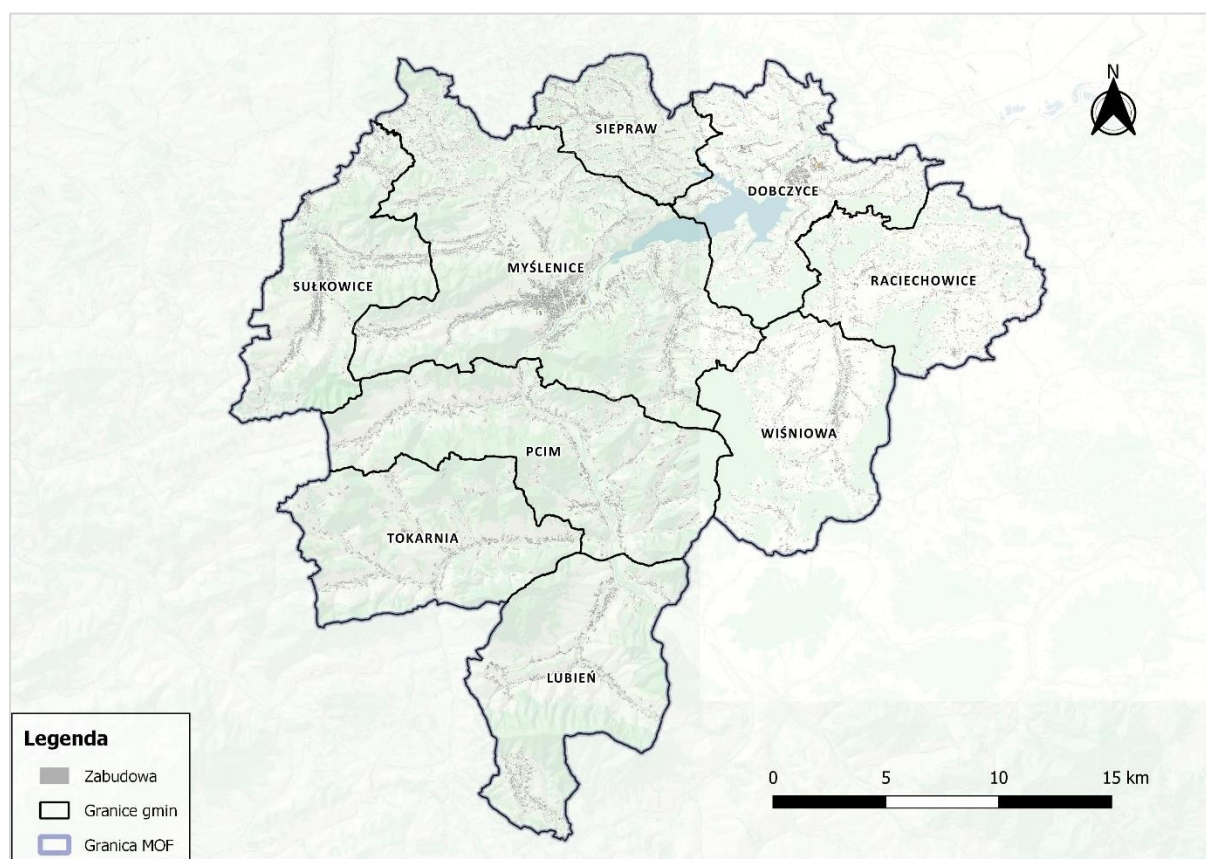 N
SIEPRAW
DOBCZYCE
MYŚLENICE
RACIECHOWICE
SUŁKOWICE
WIŚNIOWA
PCIM
TOKARNIA
LUBIEŃ
Legenda
Zabudowa
Granice gmin
Granica MOF
0 5 10 15 km